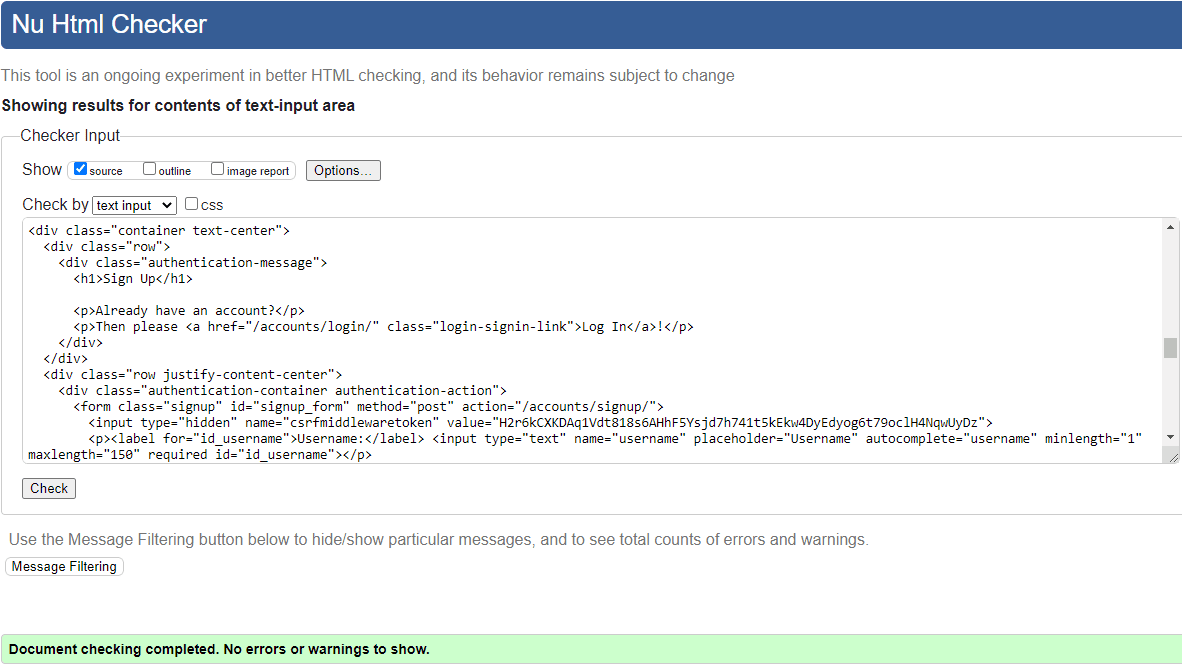 Nu Html Checker
This tool is an ongoing experiment in better HTML checking, and its behavior remains subject to change
Showing results for contents of text-input area
Checker Input
Show source outline image report Options...
Check by text input css
<div class="container text-center">
<div class="row">
<div class="authentication-message">
<h1>Sign Up</h1>
<p>Already have an account?</p>
<p>Then please <a href="/accounts/login/" class="login-signin-link">Log In</a>!</p>
</div>
</div>
<div class="row justify-content-center">
<div class="authentication-container authentication-action">
<form class="signup" id="signup_form" method="post" action="/accounts/signup/">
<input type="hidden" name="csrfmiddlewaretoken" value="H2r6kCXKDAq1Vdt818s6AHhF5Ysjd7h741t5kEkw4DyEdyog6t79oclH4NqwUyDz">
<p><label for="id_username">Username:</label> <input type="text" name="username" placeholder="Username" autocomplete="username" minlength="1"
maxlength="150" required id="id_username"></p>
Check
Use the Message Filtering button below to hide/show particular messages, and to see total counts of errors and warnings.
Message Filtering
Document checking completed. No errors or warnings to show.